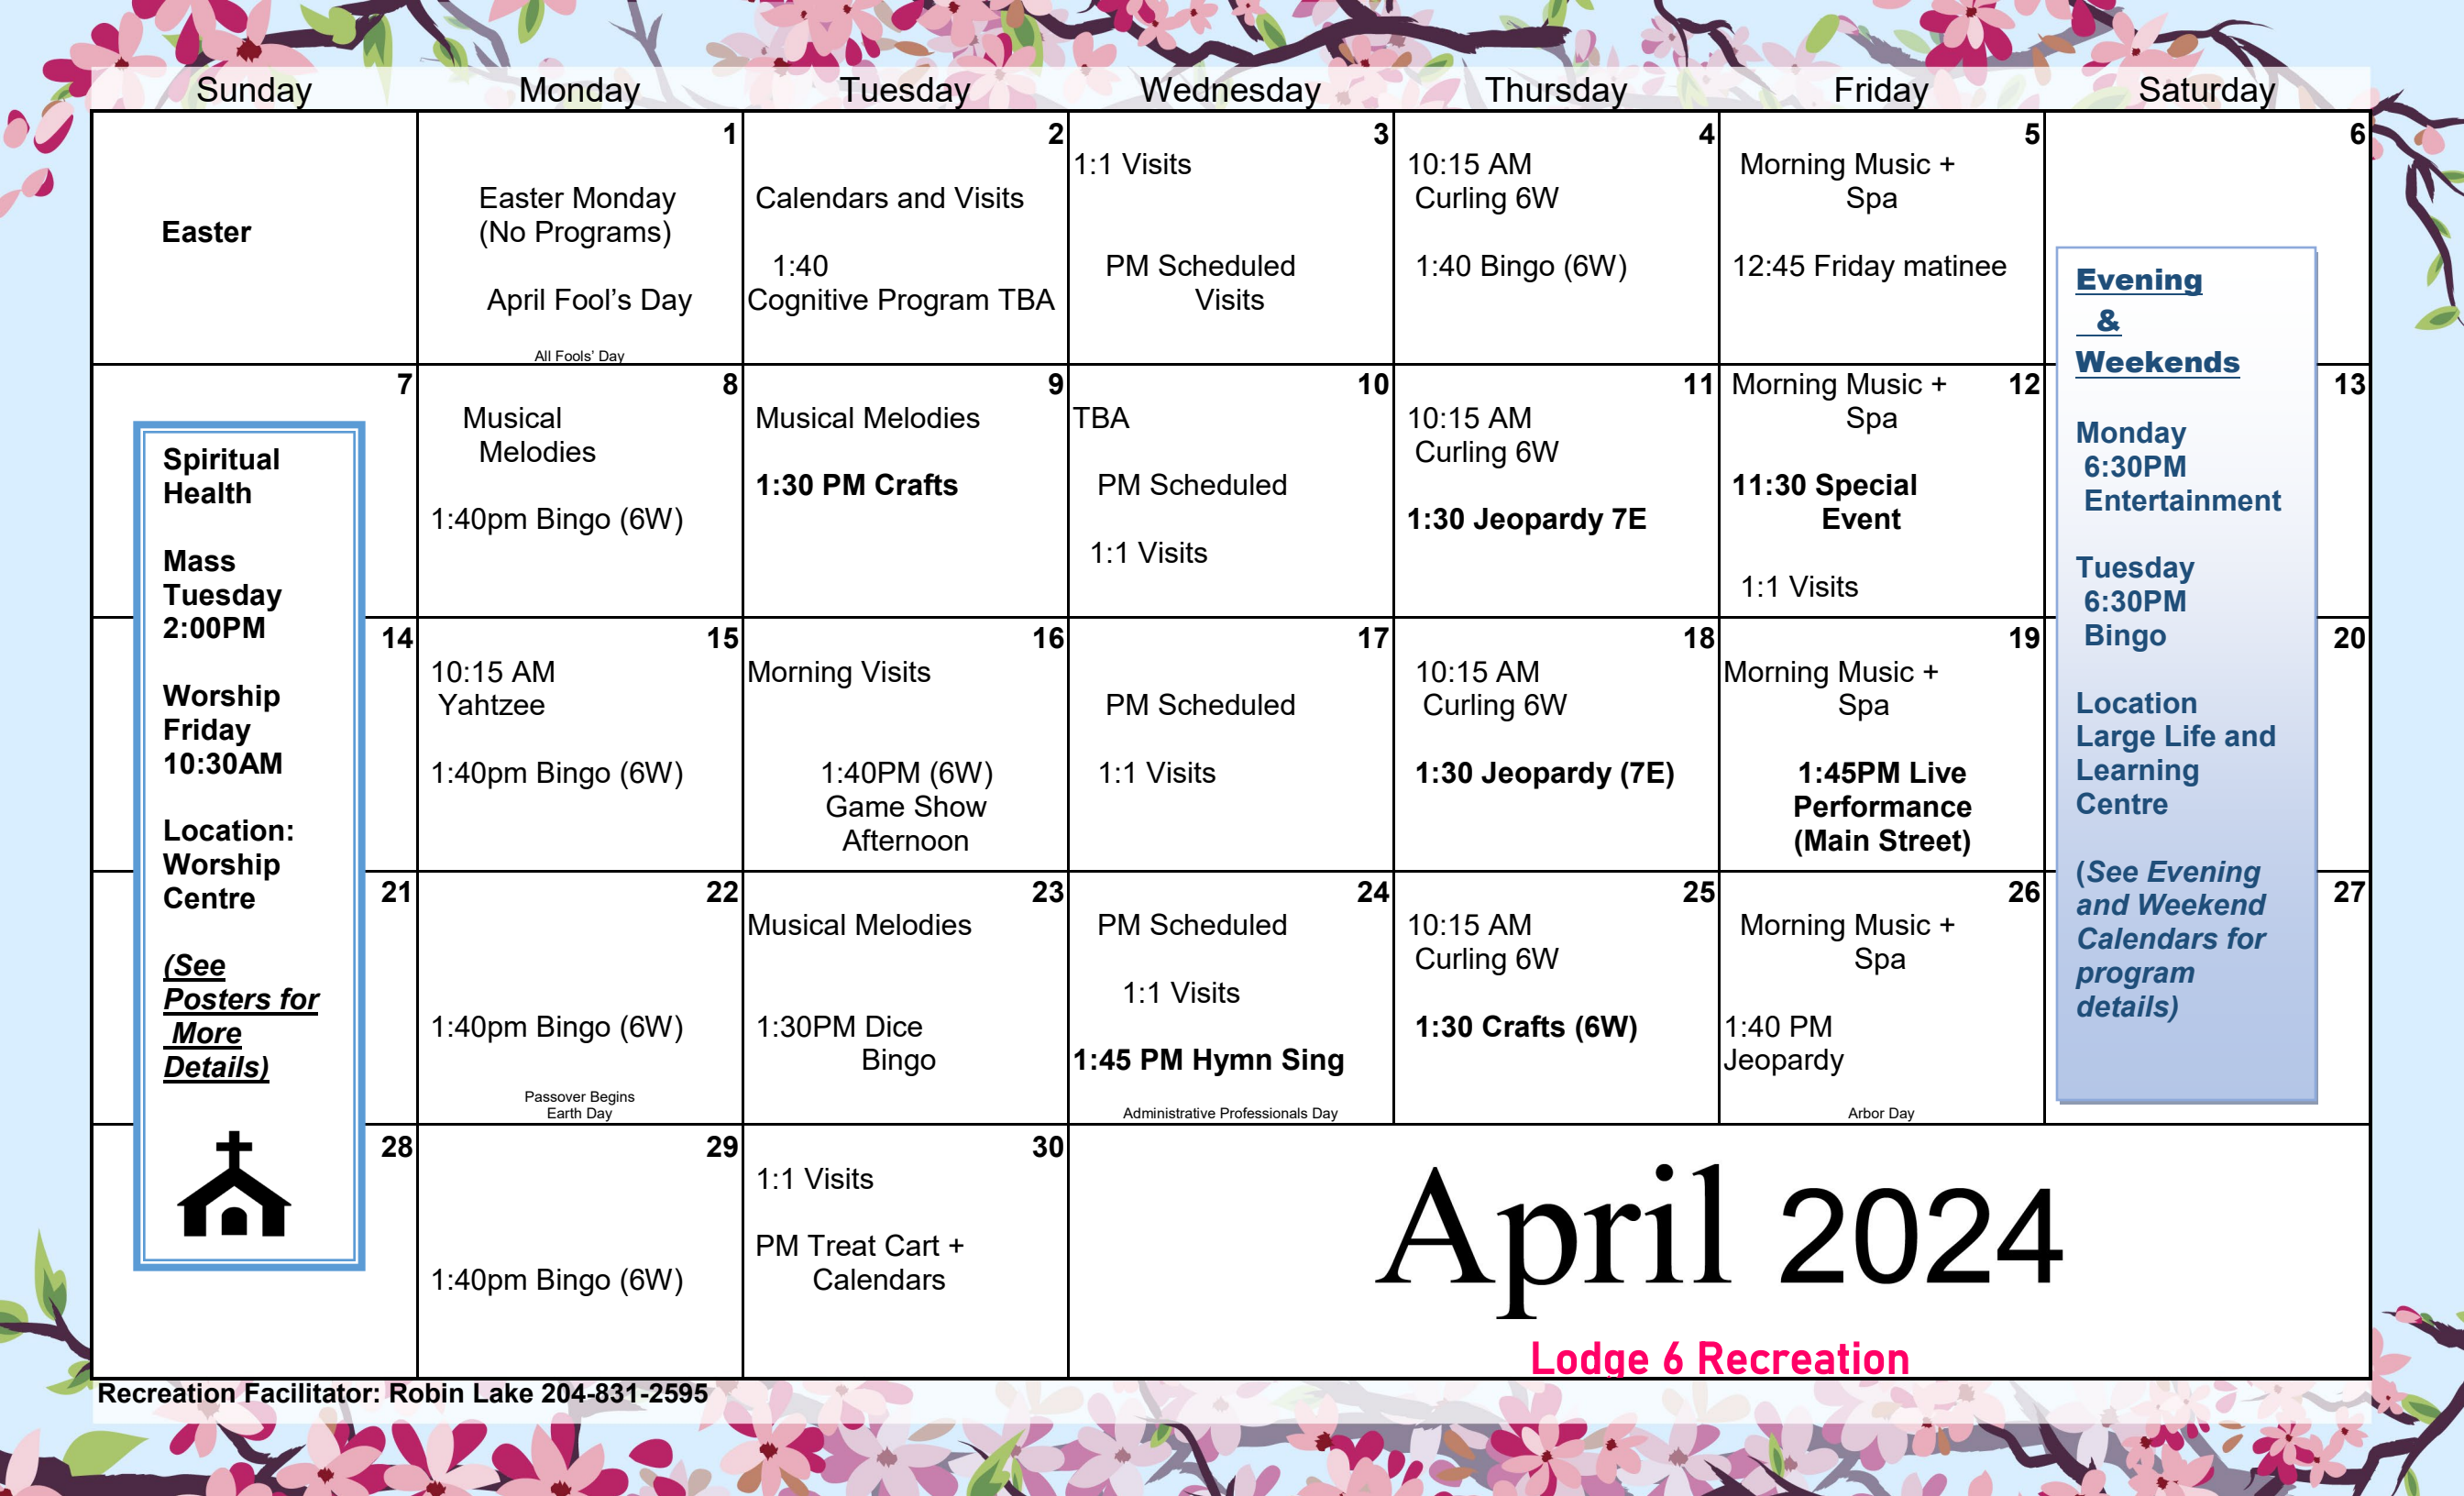 Sunday Monday Tuesday Wednesday Thursday Friday Saturday
Easter
1
Easter Monday
(No Programs)
April Fool's Day
All Fools' Day
2
Calendars and Visits
1:40
Cognitive Program TBA
3
1:1 Visits
PM Scheduled
Visits
4
10:15 AM
Curling 6W
1:40 Bingo (6W)
5
Morning Music +
Spa
12:45 Friday matinee
6
7
8
Musical
Melodies
1:40pm Bingo (6W)
9
Musical Melodies
1:30 PM Crafts
10
TBA
PM Scheduled
1:1 Visits
11
10:15 AM
Curling 6W
1:30 Jeopardy 7E
12
Morning Music +
Spa
11:30 Special
Event
1:1 Visits
13
14
15
10:15 AM
Yahtzee
1:40pm Bingo (6W)
16
Morning Visits
1:40PM (6W)
Game Show
Afternoon
17
PM Scheduled
1:1 Visits
18
10:15 AM
Curling 6W
1:30 Jeopardy (7E)
19
Morning Music +
Spa
1:45PM Live
Performance
(Main Street)
20
21
22
1:40pm Bingo (6W)
Passover Begins
Earth Day
23
Musical Melodies
1:30PM Dice
Bingo
24
PM Scheduled
1:1 Visits
1:45 PM Hymn Sing
Administrative Professionals Day
25
10:15 AM
Curling 6W
1:30 Crafts (6W)
26
Morning Music +
Spa
1:40 PM
Jeopardy
Arbor Day
27
28
29
1:40pm Bingo (6W)
30
1:1 Visits
PM Treat Cart +
Calendars
Spiritual
Health
Mass
Tuesday
2:00PM
Worship
Friday
10:30AM
Location:
Worship
Centre
(See
Posters for
More
Details)
Evening
&
Weekends
Monday
6:30PM
Entertainment
Tuesday
6:30PM
Bingo
Location
Large Life and
Learning
Centre
(See Evening
and Weekend
Calendars for
program
details)
April 2024
Lodge 6 Recreation
Recreation Facilitator: Robin Lake 204-831-2595